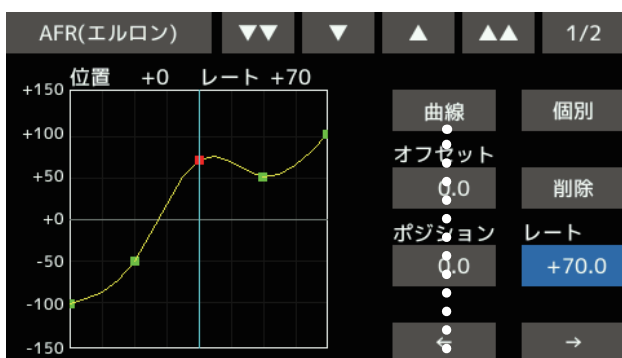 AFR(エルロン) ▼▼ ▼ ▲ ▲▲ 1/2
位置 +0 レート +70
+150
+100
+50
+0
-50
-100
-150
曲線 個別
オフセット
0.0 削除
ポジション レート
0.0 +70.0
← →